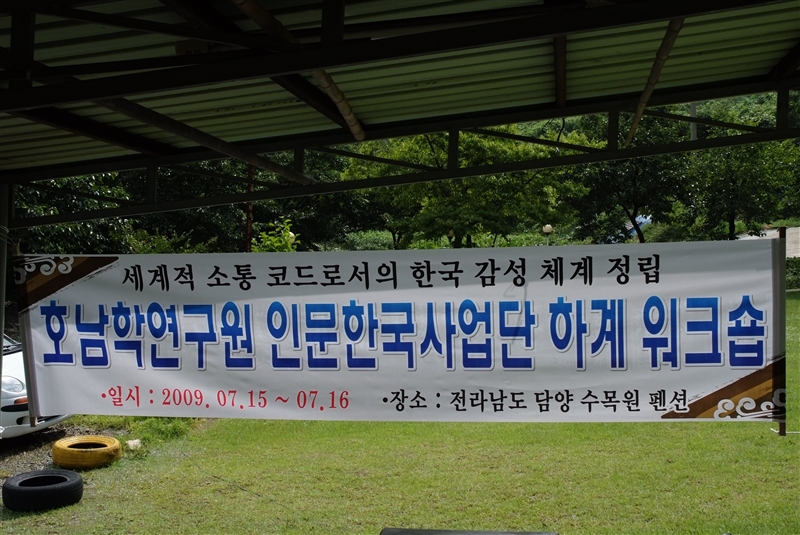 세계적 소통 코드로서의 한국 감성 체계 정립
호남학연구원 인문한국사업단 하계 워크숍
•일시 : 2009. 07.15 ~ 07.16 •장소 : 전라남도 담양 수목원 펜션